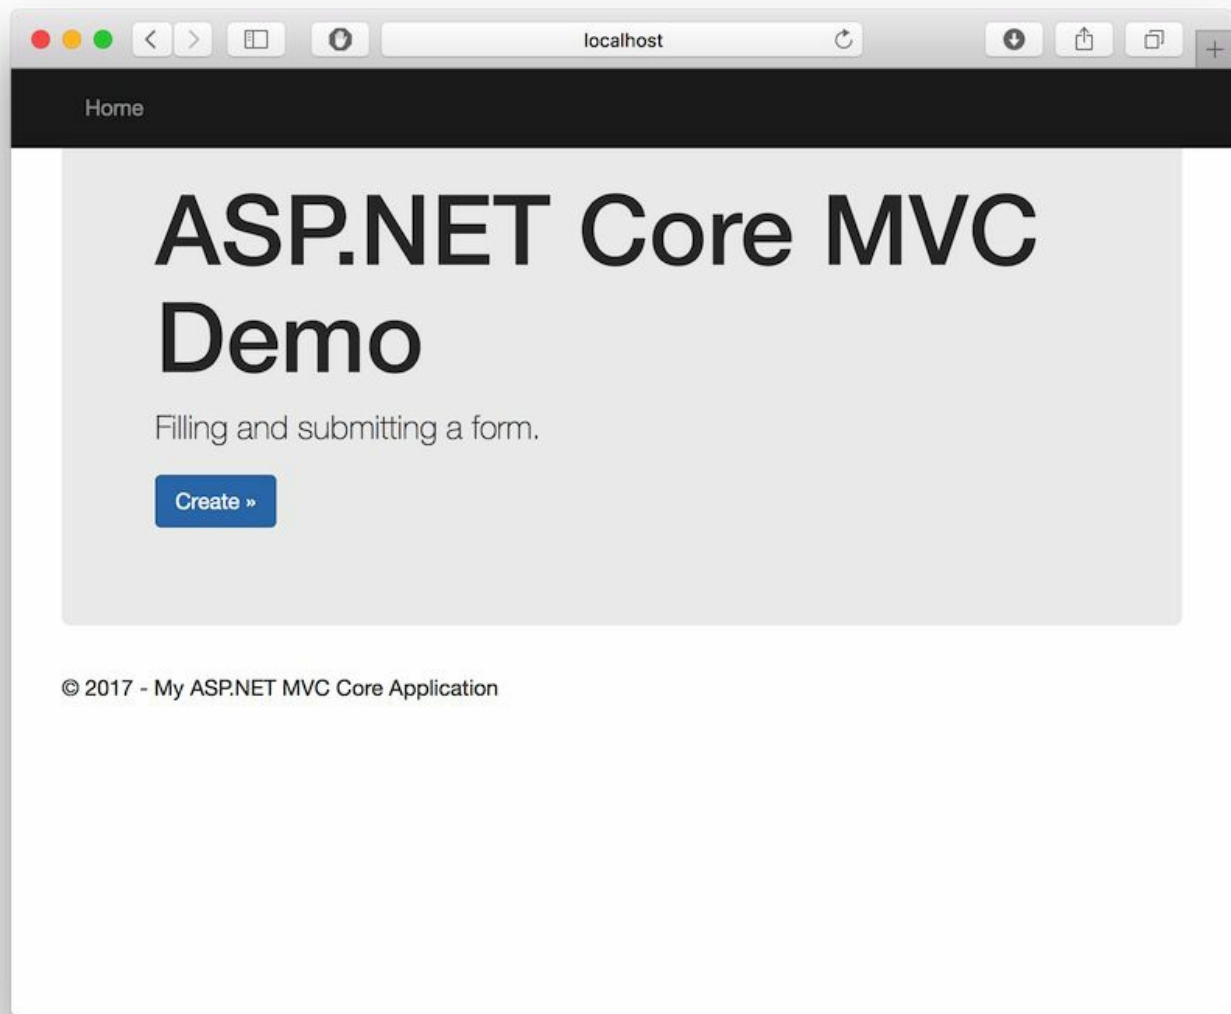 localhost
Home
ASP.NET Core MVC
Demo
Filling and submitting a form.
Create »
© 2017 - My ASP.NET MVC Core Application